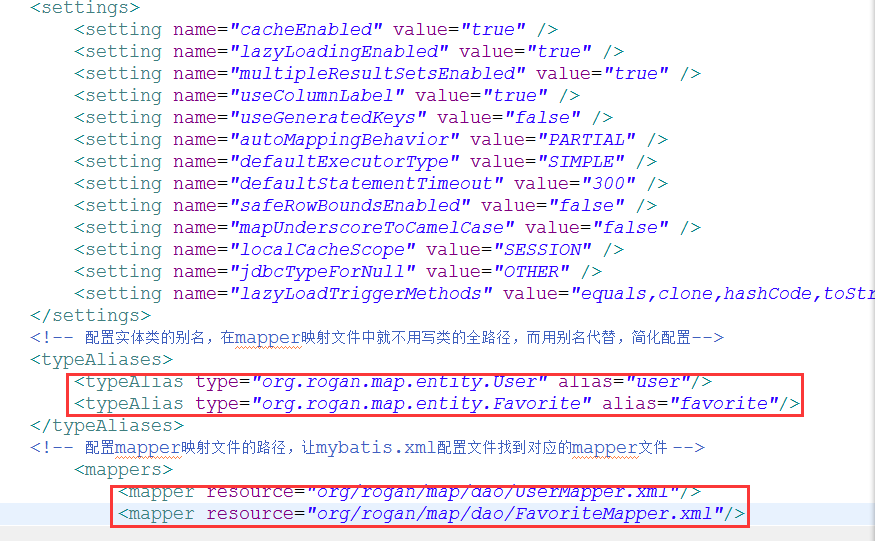 <settings>
<setting name="cacheEnabled" value="true" />
<setting name="lazyLoadingEnabled" value="true" />
<setting name="multipleResultSetsEnabled" value="true" />
<setting name="useColumnLabel" value="true" />
<setting name="useGeneratedKeys" value="false" />
<setting name="autoMappingBehavior" value="PARTIAL" />
<setting name="defaultExecutorType" value="SIMPLE" />
<setting name="defaultStatementTimeout" value="300" />
<setting name="safeRowBoundsEnabled" value="false" />
<setting name="mapUnderscoreToCamelCase" value="false" />
<setting name="localCacheScope" value="SESSION" />
<setting name="jdbcTypeForNull" value="OTHER" />
<setting name="lazyLoadTriggerMethods" value="equals,clone,hashCode,toStr
</settings>
<!-- 配置实体类的别名，在mapper映射文件中就不用写类的全路径，而用别名代替，简化配置-->
<typeAliases>
<typeAlias type="org.rogan.map.entity.User" alias="user"/>
<typeAlias type="org.rogan.map.entity.Favorite" alias="favorite"/>
</typeAliases>
<!-- 配置mapper映射文件的路径，让mybatis.xml配置文件找到对应的mapper文件 -->
<mappers>
<mapper resource="org/rogan/map/dao/UserMapper.xml"/>
<mapper resource="org/rogan/map/dao/FavoriteMapper.xml"/>